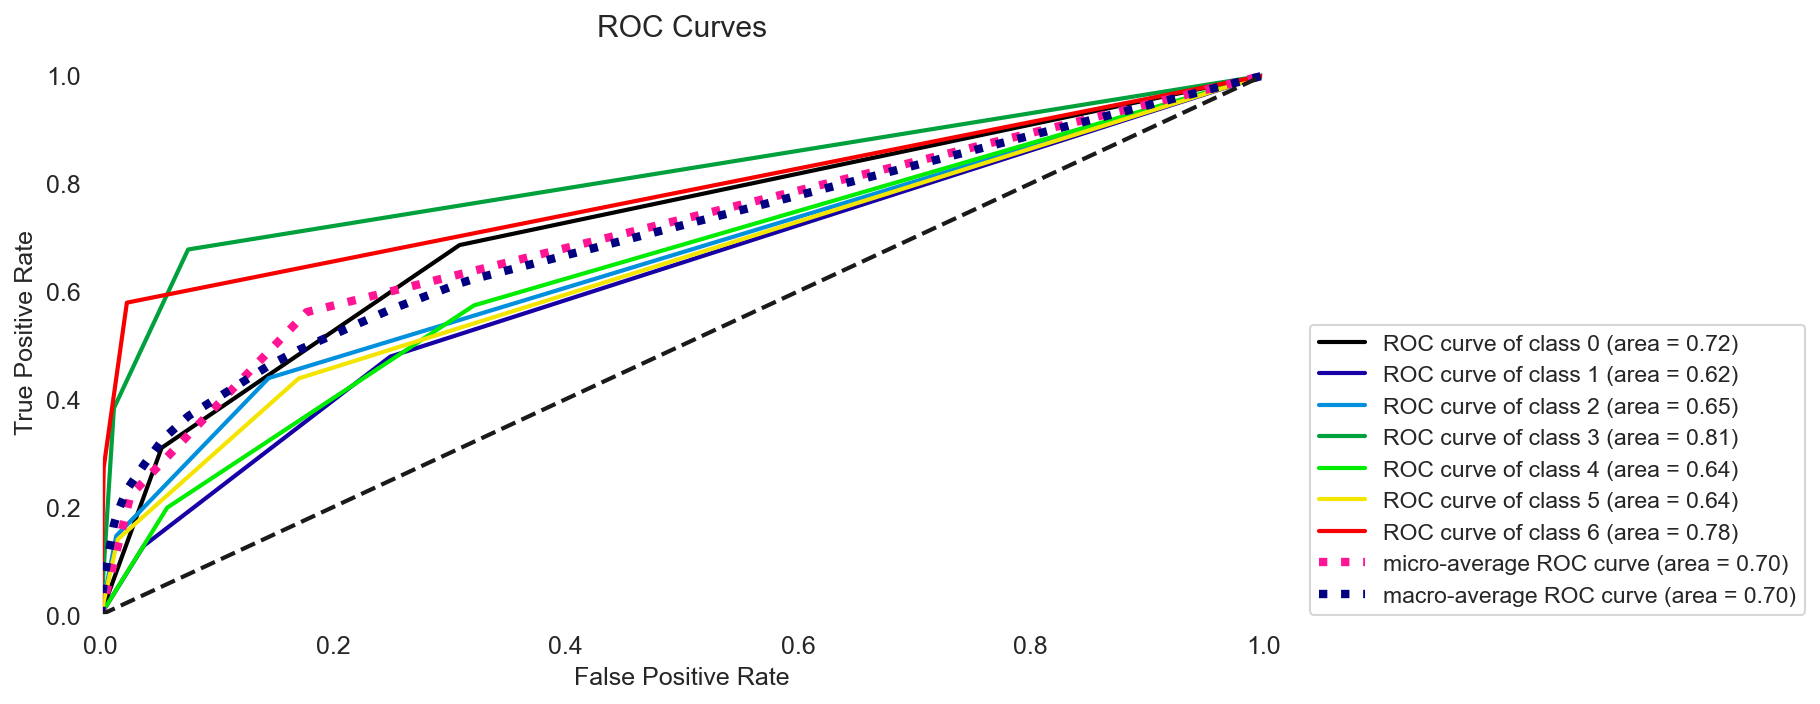 ROC Curves
True Positive Rate
1.0
0.8
0.6
0.4
0.2
0.0
0.0 0.2 0.4 0.6 0.8 1.0
False Positive Rate
ROC curve of class 0 (area = 0.72)
ROC curve of class 1 (area = 0.62)
ROC curve of class 2 (area = 0.65)
ROC curve of class 3 (area = 0.81)
ROC curve of class 4 (area = 0.64)
ROC curve of class 5 (area = 0.64)
ROC curve of class 6 (area = 0.78)
micro-average ROC curve (area = 0.70)
macro-average ROC curve (area = 0.70)